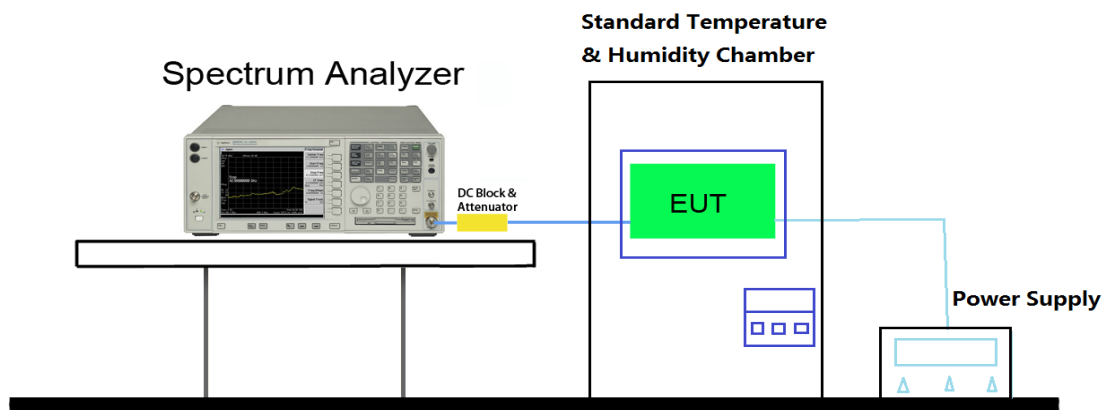 Standard Temperature
& Humidity Chamber
Spectrum Analyzer
DC Block &
Attenuator
EUT
Power Supply